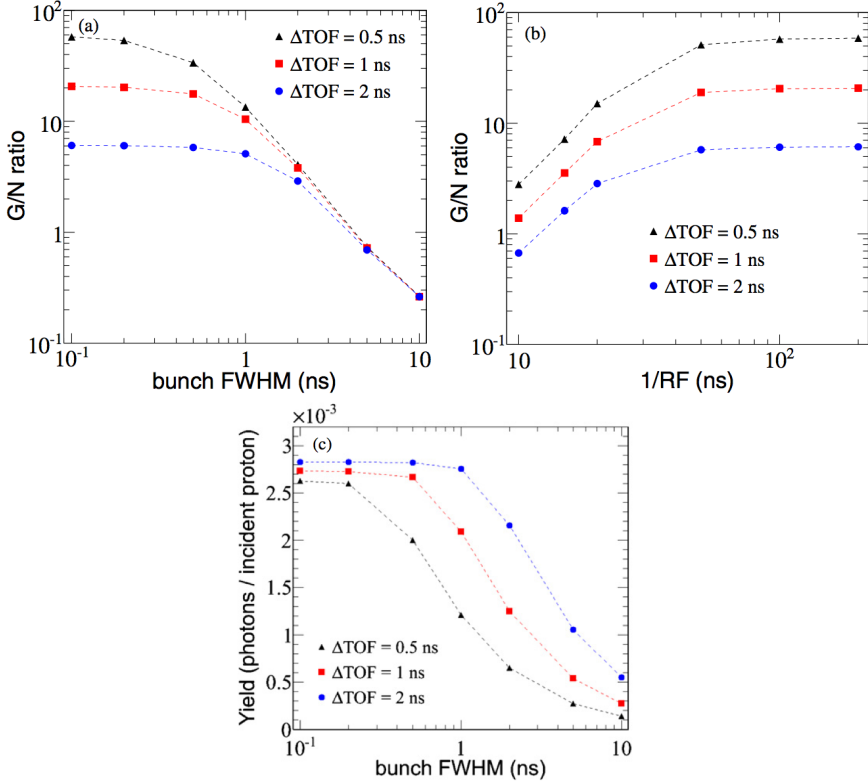 (a)
ΔTOF = 0.5 ns
ΔTOF = 1 ns
ΔTOF = 2 ns
G/N ratio
10²
10
1
10⁻¹
10⁻¹ 1 10
bunch FWHM (ns)
(b)
ΔTOF = 0.5 ns
ΔTOF = 1 ns
ΔTOF = 2 ns
G/N ratio
10²
10
1
10⁻¹
10 10²
1/RF (ns)
×10⁻³
(c)
Yield (photons / incident proton)
3
2.5
2
1.5
1
0.5
0
ΔTOF = 0.5 ns
ΔTOF = 1 ns
ΔTOF = 2 ns
10⁻¹ 1 10
bunch FWHM (ns)